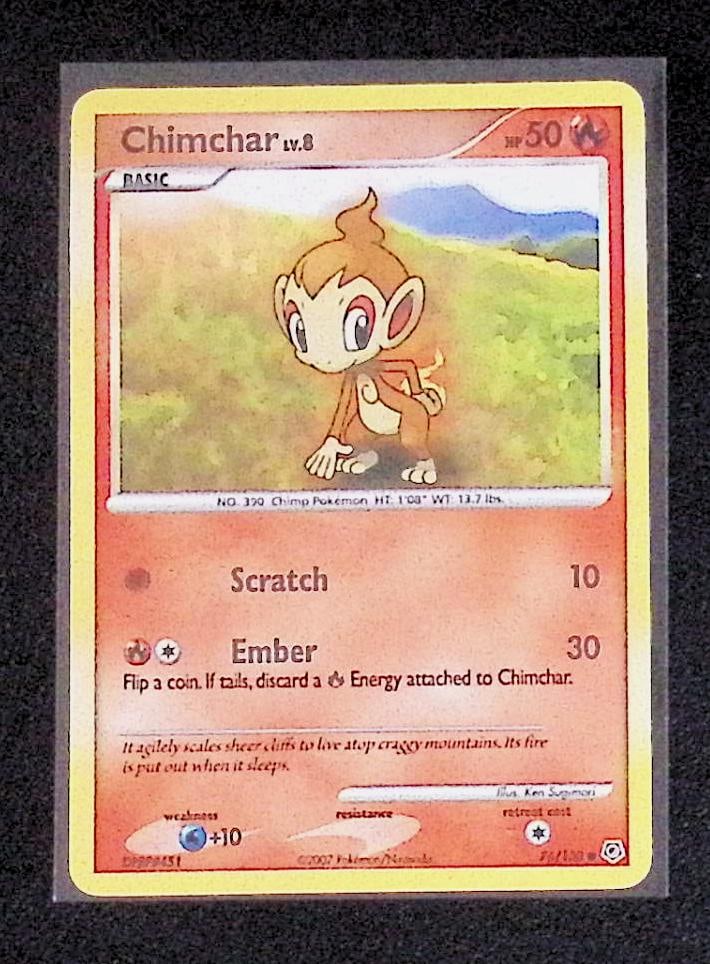 Chimchar LV.8 HP 50
BASIC
NO. 390 Chimp Pokémon HT: 1'08" WT: 13.7 lbs.
Scratch 10
Ember 30
Flip a coin. If tails, discard a Energy attached to Chimchar.
It agilely scales sheer cliffs to live atop craggy mountains. Its fire
is put out when it sleeps.
Illus. Ken Sugimori
weakness resistance retreat cost
+10
©2007 Pokémon/Nintendo 76/130